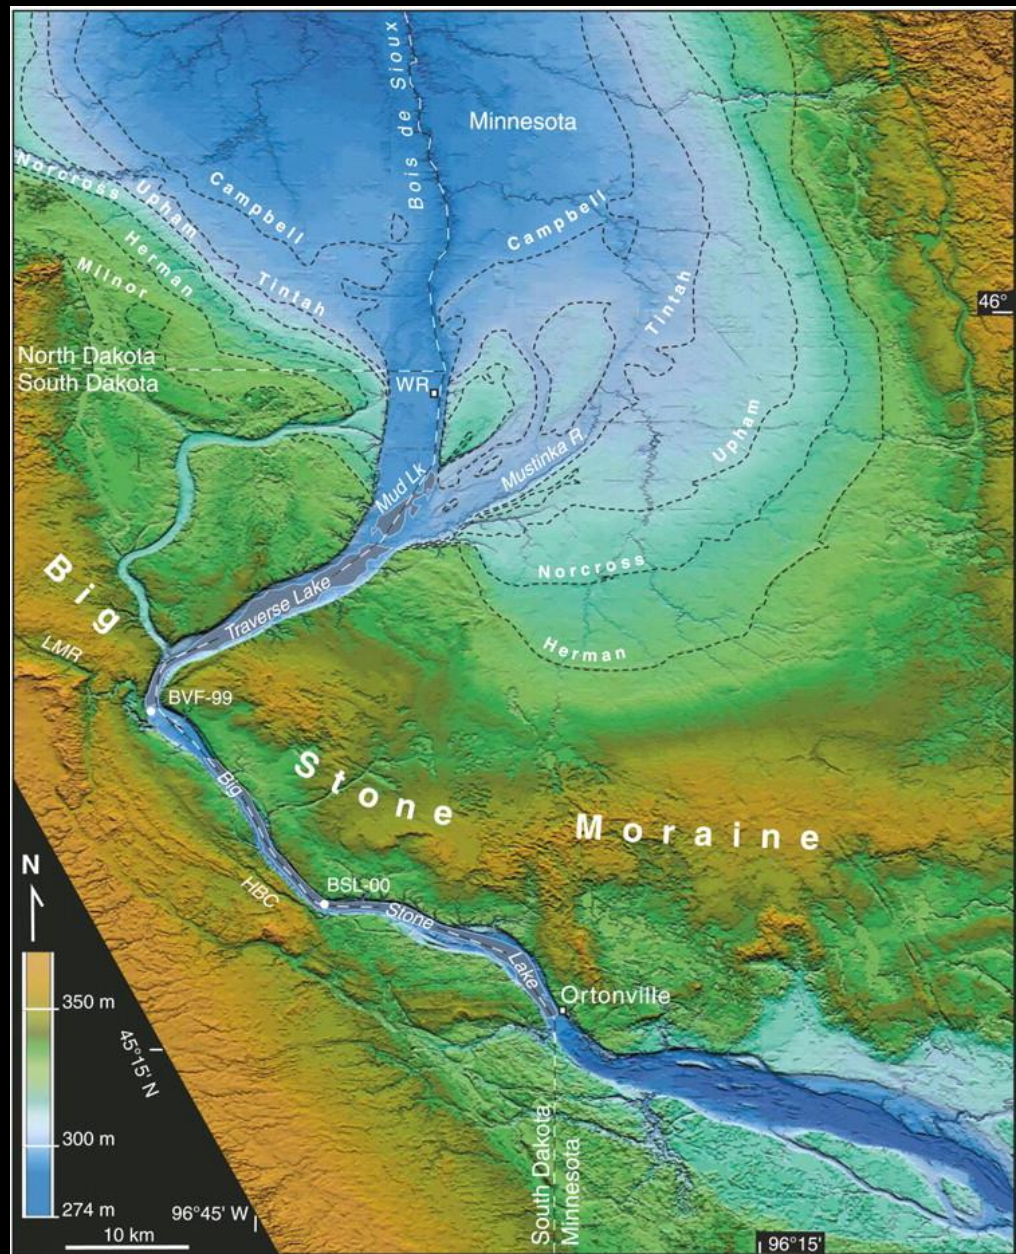 Bois de Sioux
Minnesota
Norcross
Upham
Campbell
Campbell
Herman
Milnor
Tintah
Tintah
46°
North Dakota
South Dakota
WR
Upham
Mud Lk
Mustinka R
Big
Norcross
Traverse Lake
Herman
LMR
BVF-99
Stone
Big
Moraine
N
HBC
BSL-00
Stone
Lake
Ortonville
350 m
45°15' N
300 m
274 m
96°45' W
10 km
South Dakota
Minnesota
96°15'